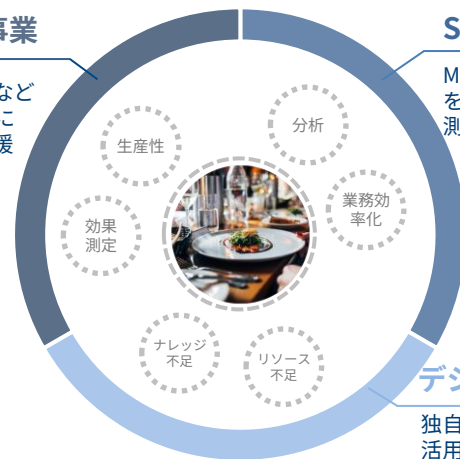 事業
など
に
援
S
M
を
測
分析
生産性
業務効
率化
効果
測定
ナレッジ
不足
リソース
不足
デジ
独自
活用